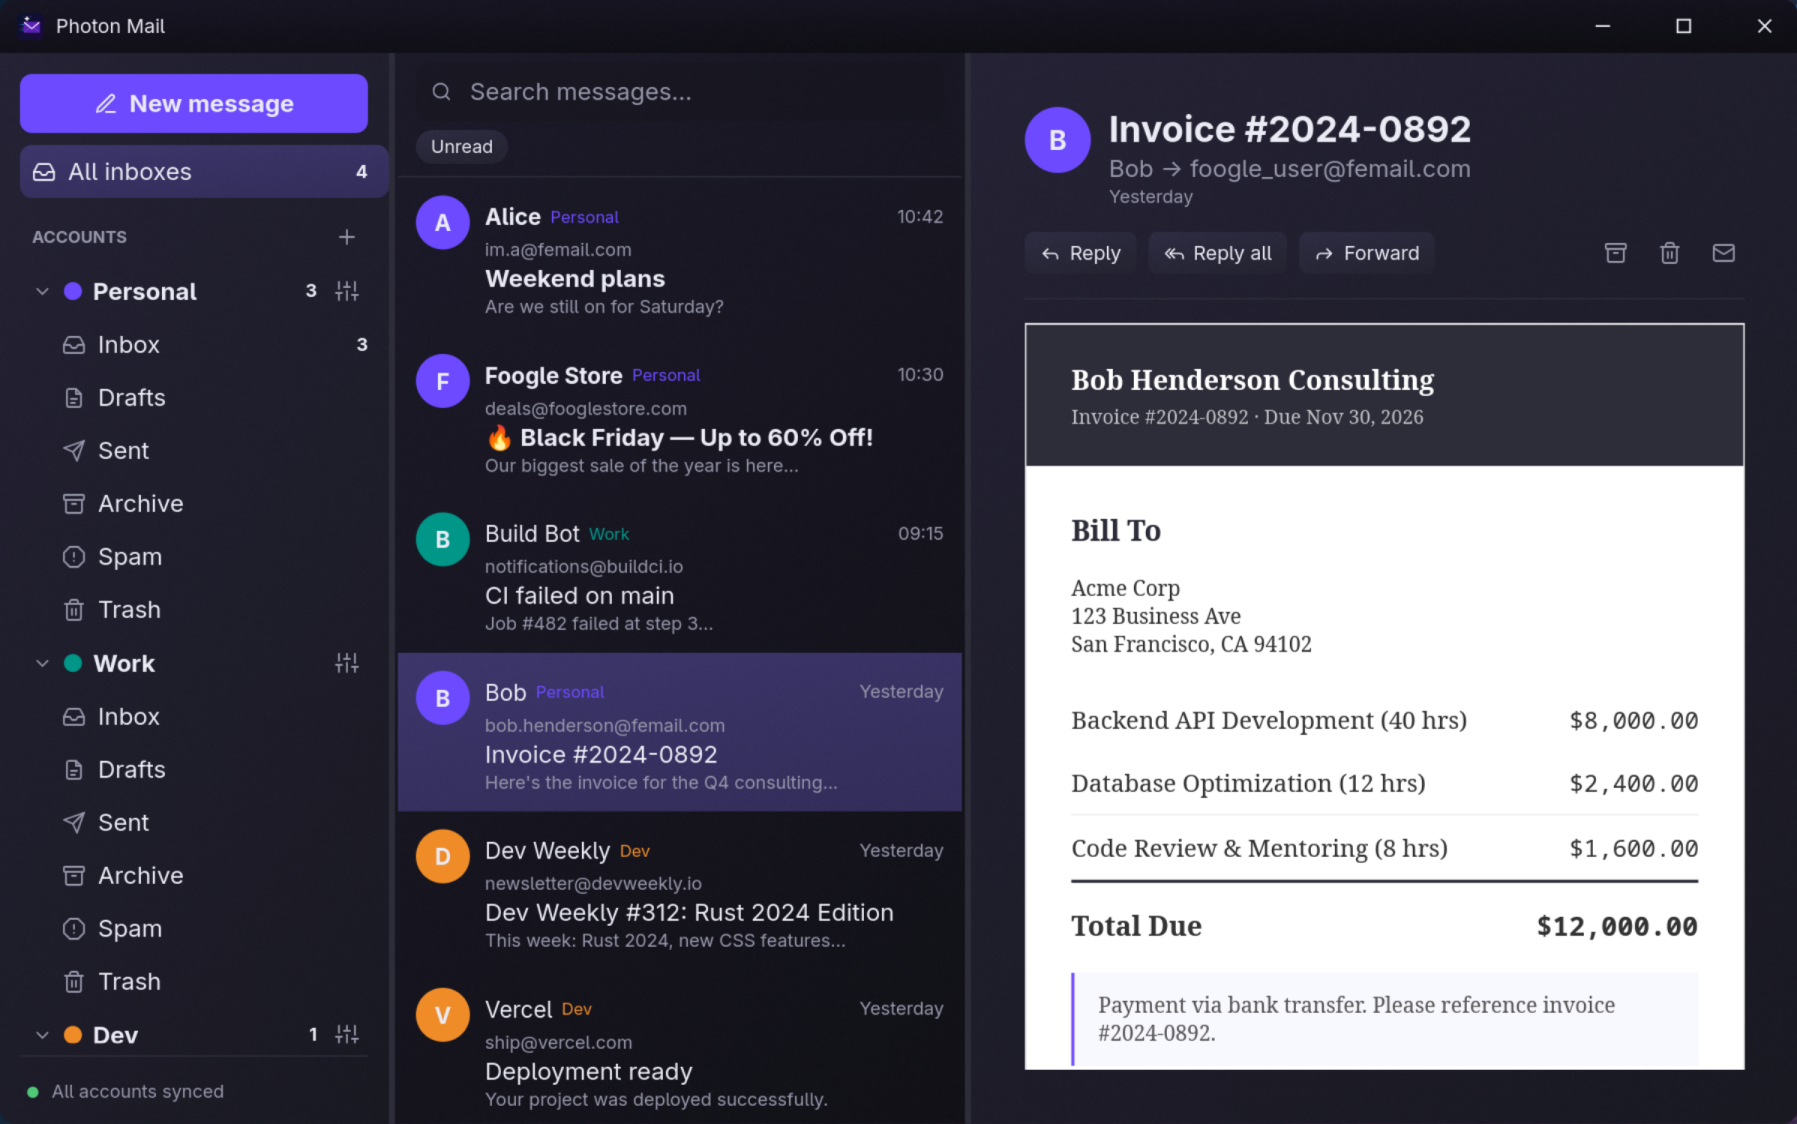 Photon Mail
New message
All inboxes 4
ACCOUNTS
Personal 3
Inbox 3
Drafts
Sent
Archive
Spam
Trash
Work
Inbox
Drafts
Sent
Archive
Spam
Trash
Dev 1
All accounts synced
Search messages...
Unread
A
Alice Personal 10:42
im.a@femail.com
Weekend plans
Are we still on for Saturday?
F
Foogle Store Personal 10:30
deals@fooglestore.com
🔥 Black Friday — Up to 60% Off!
Our biggest sale of the year is here...
B
Build Bot Work 09:15
notifications@buildci.io
CI failed on main
Job #482 failed at step 3...
B
Bob Personal Yesterday
bob.henderson@femail.com
Invoice #2024-0892
Here's the invoice for the Q4 consulting...
D
Dev Weekly Dev Yesterday
newsletter@devweekly.io
Dev Weekly #312: Rust 2024 Edition
This week: Rust 2024, new CSS features...
V
Vercel Dev Yesterday
ship@vercel.com
Deployment ready
Your project was deployed successfully.
B
Invoice #2024-0892
Bob → foogle_user@femail.com
Yesterday
Reply Reply all Forward
Bob Henderson Consulting
Invoice #2024-0892 · Due Nov 30, 2026
Bill To
Acme Corp
123 Business Ave
San Francisco, CA 94102
Backend API Development (40 hrs) $8,000.00
Database Optimization (12 hrs) $2,400.00
Code Review & Mentoring (8 hrs) $1,600.00
Total Due $12,000.00
Payment via bank transfer. Please reference invoice
#2024-0892.